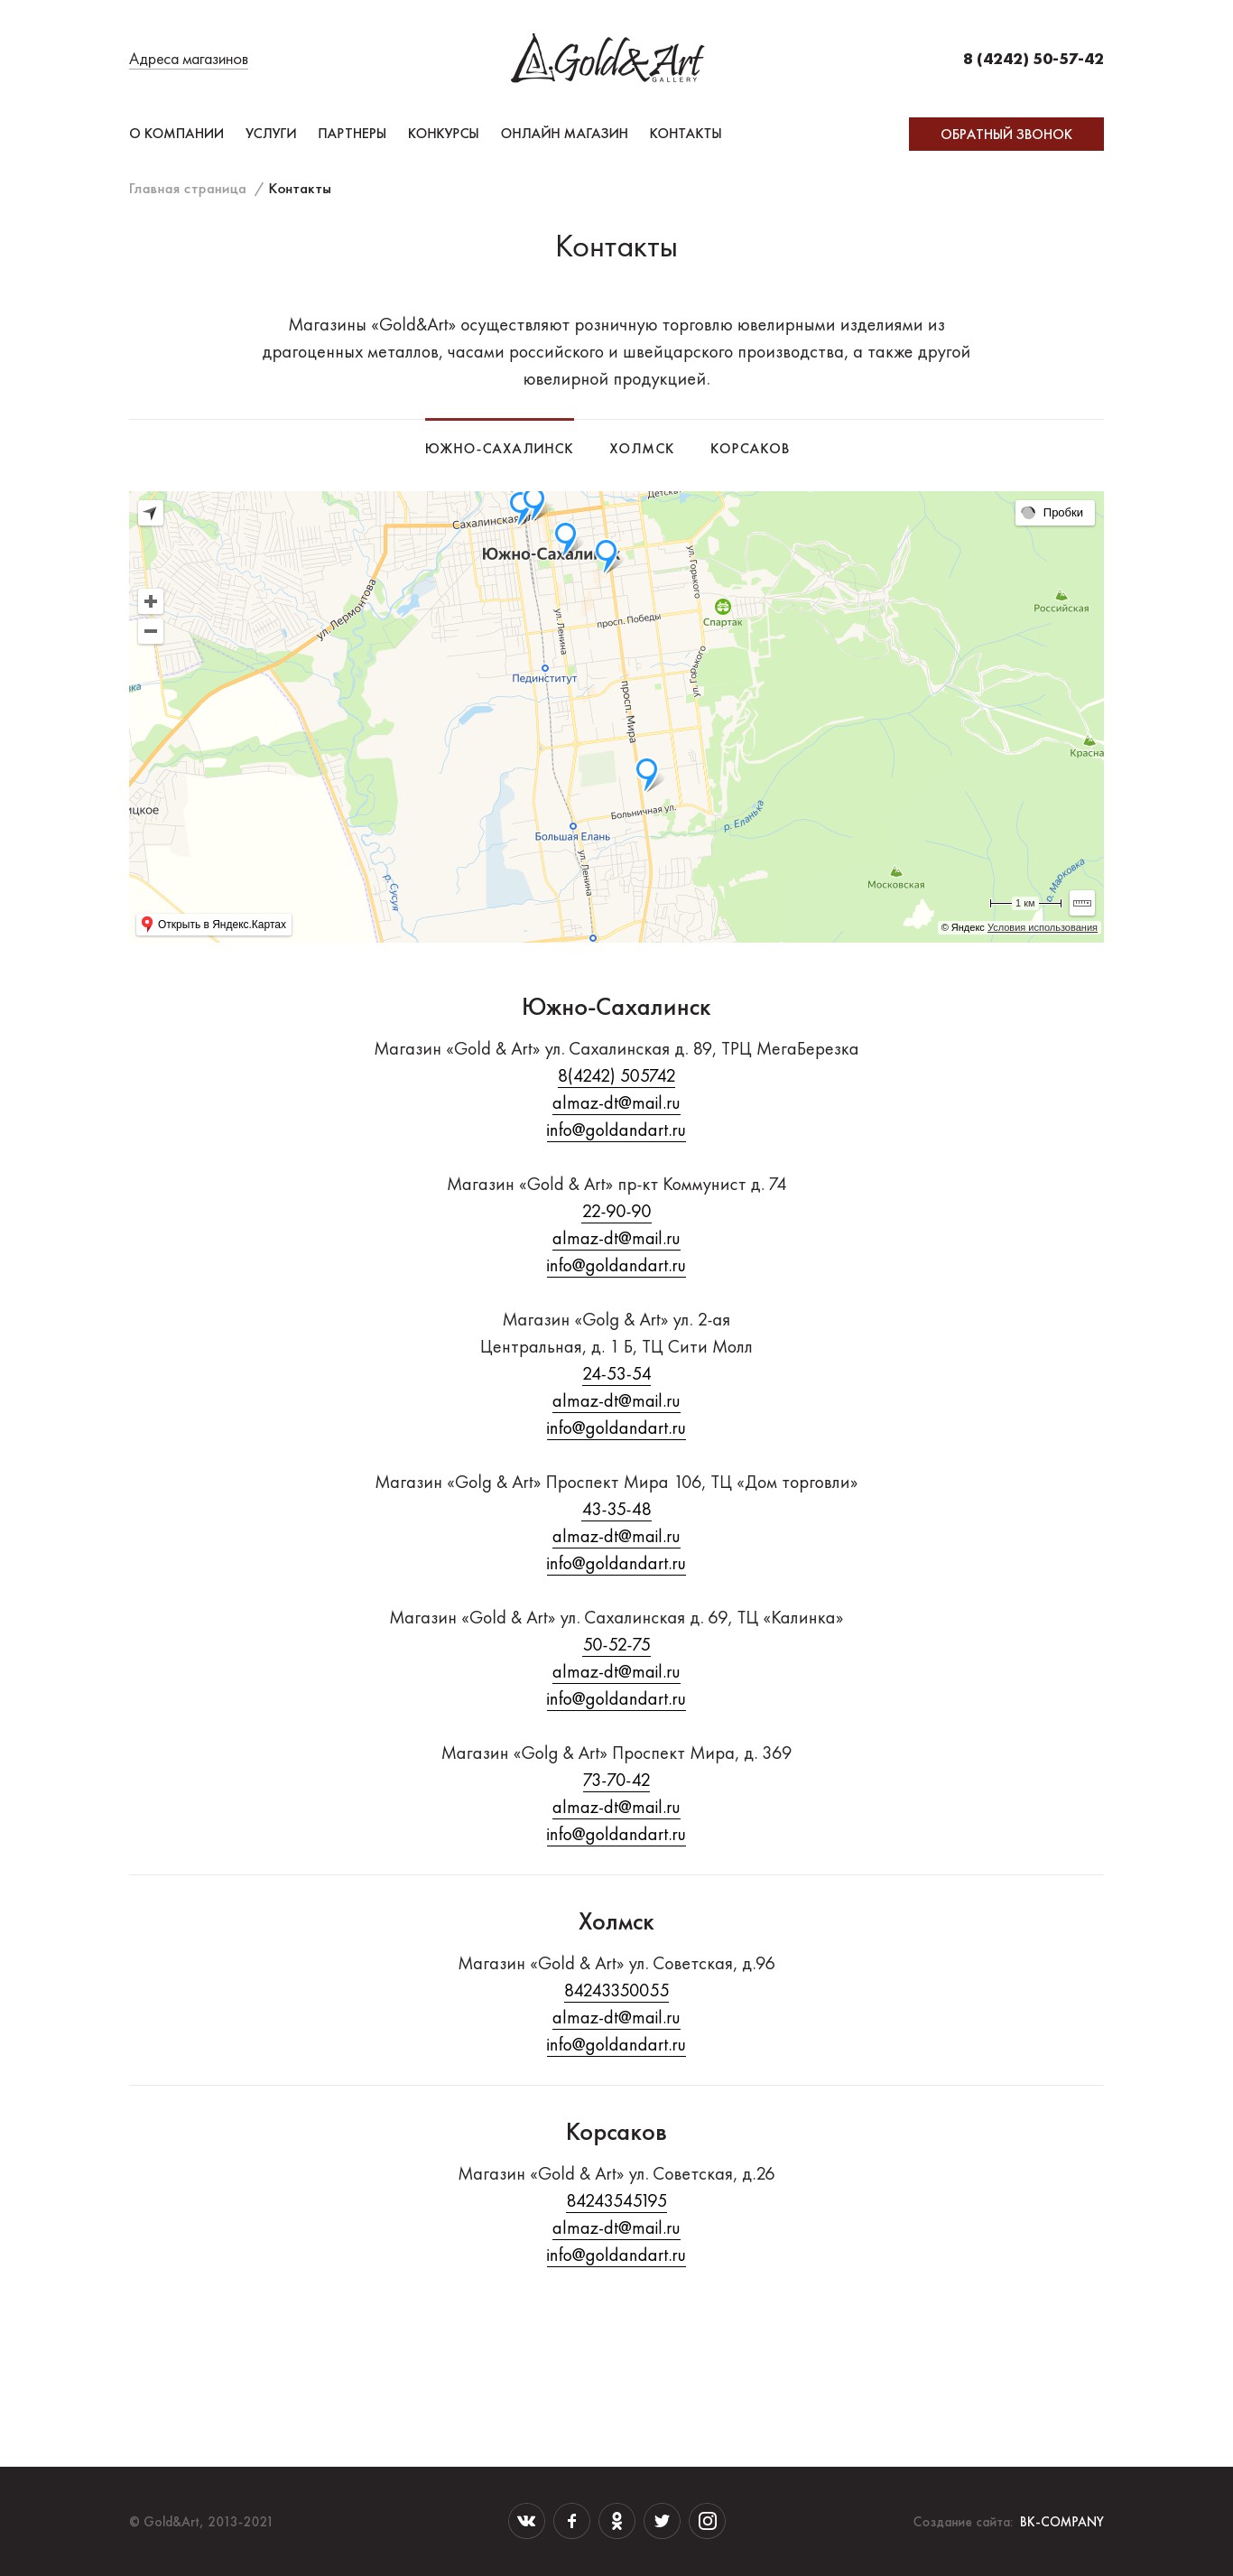 Адреса магазинов
Gold&Art
GALLERY
8 (4242) 50-57-42
О КОМПАНИИ УСЛУГИ ПАРТНЕРЫ КОНКУРСЫ ОНЛАЙН МАГАЗИН КОНТАКТЫ
ОБРАТНЫЙ ЗВОНОК
Главная страница / Контакты
Контакты
Магазины «Gold&Art» осуществляют розничную торговлю ювелирными изделиями из
драгоценных металлов, часами российского и швейцарского производства, а также другой
ювелирной продукцией.
ЮЖНО-САХАЛИНСК ХОЛМСК КОРСАКОВ
Детская
Пробки
Сахалинская
Южно-Сахалинск
ул. Горького
ул. Лермонтова
ул. Ленина
просп. Победы
Спартак
Российская
ул. Горького
Пединститут
просп. Мира
Красна
ицкое
Больничная ул.
р. Еланька
Большая Елань
ул. Ленина
р. Сусуя
Московская
р. Марковка
1 км
Открыть в Яндекс.Картах
© Яндекс Условия использования
Южно-Сахалинск
Магазин «Gold & Art» ул. Сахалинская д. 89, ТРЦ МегаБерезка
8(4242) 505742
almaz-dt@mail.ru
info@goldandart.ru
Магазин «Gold & Art» пр-кт Коммунист д. 74
22-90-90
almaz-dt@mail.ru
info@goldandart.ru
Магазин «Golg & Art» ул. 2-ая
Центральная, д. 1 Б, ТЦ Сити Молл
24-53-54
almaz-dt@mail.ru
info@goldandart.ru
Магазин «Golg & Art» Проспект Мира 106, ТЦ «Дом торговли»
43-35-48
almaz-dt@mail.ru
info@goldandart.ru
Магазин «Gold & Art» ул. Сахалинская д. 69, ТЦ «Калинка»
50-52-75
almaz-dt@mail.ru
info@goldandart.ru
Магазин «Golg & Art» Проспект Мира, д. 369
73-70-42
almaz-dt@mail.ru
info@goldandart.ru
Холмск
Магазин «Gold & Art» ул. Советская, д.96
84243350055
almaz-dt@mail.ru
info@goldandart.ru
Корсаков
Магазин «Gold & Art» ул. Советская, д.26
84243545195
almaz-dt@mail.ru
info@goldandart.ru
© Gold&Art, 2013-2021
Создание сайта: BK-COMPANY